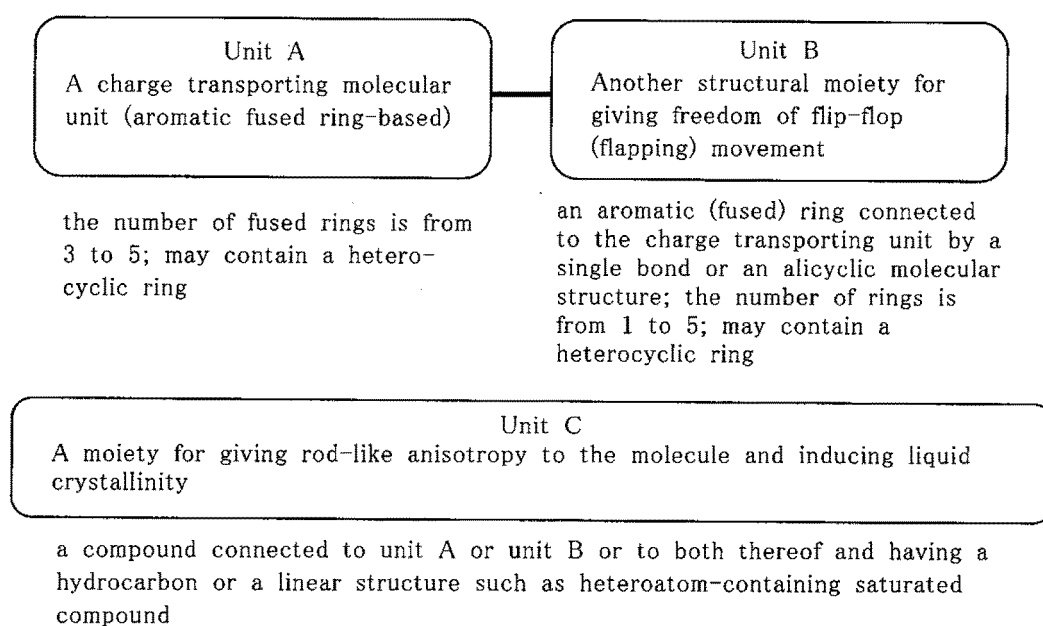 Unit A
A charge transporting molecular
unit (aromatic fused ring-based)
Unit B
Another structural moiety for
giving freedom of flip-flop
(flapping) movement
the number of fused rings is from
3 to 5; may contain a hetero-
cyclic ring
an aromatic (fused) ring connected
to the charge transporting unit by a
single bond or an alicyclic molecular
structure; the number of rings is
from 1 to 5; may contain a
heterocyclic ring
Unit C
A moiety for giving rod-like anisotropy to the molecule and inducing liquid
crystallinity
a compound connected to unit A or unit B or to both thereof and having a
hydrocarbon or a linear structure such as heteroatom-containing saturated
compound